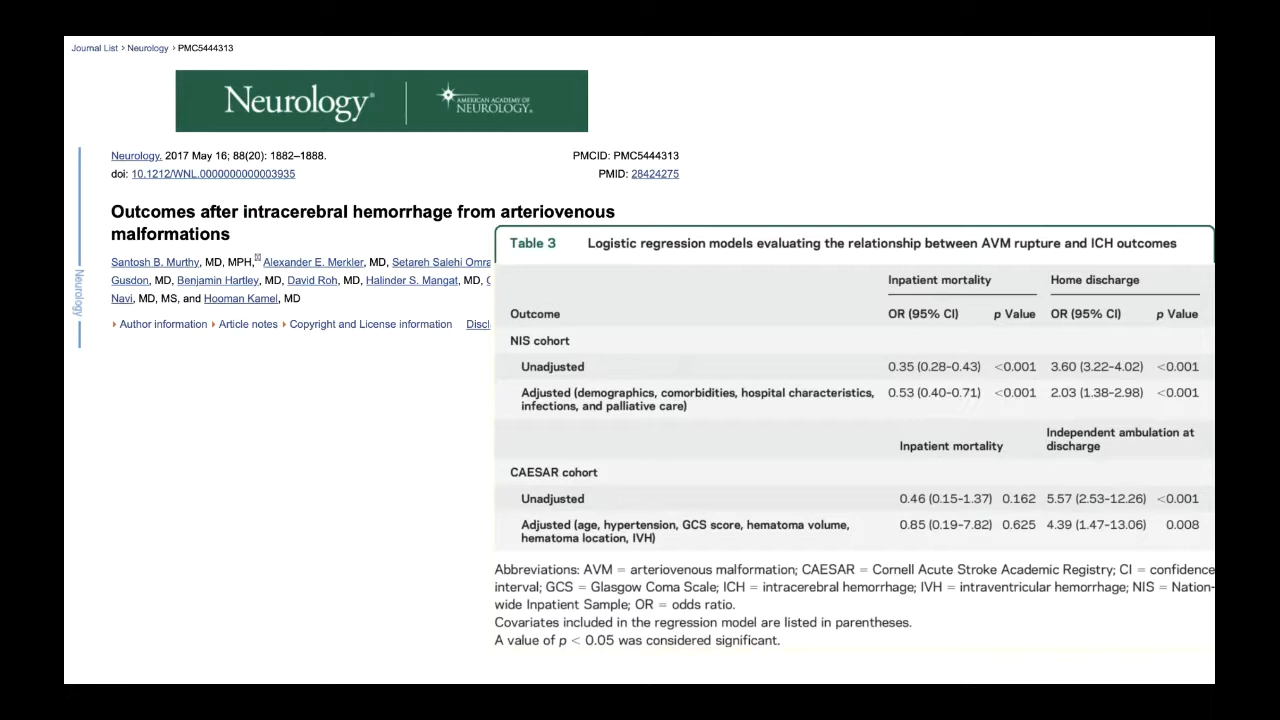 Journal List > Neurology > PMC5444313
Neurology®
AMERICAN ACADEMY OF
NEUROLOGY.
Neurology. 2017 May 16; 88(20): 1882–1888.
PMCID: PMC5444313
doi: 10.1212/WNL.0000000000003935
PMID: 28424275
Outcomes after intracerebral hemorrhage from arteriovenous
malformations
Santosh B. Murthy, MD, MPH, Alexander E. Merkler, MD, Setareh Salehi Omra
Gusdon, MD, Benjamin Hartley, MD, David Roh, MD, Halinder S. Mangat, MD,
Navi, MD, MS, and Hooman Kamel, MD
Author information Article notes Copyright and License information Discl
Neurology
Table 3 Logistic regression models evaluating the relationship between AVM rupture and ICH outcomes
Inpatient mortality Home discharge
Outcome OR (95% CI) p Value OR (95% CI) p Value
NIS cohort
Unadjusted 0.35 (0.28–0.43) <0.001 3.60 (3.22–4.02) <0.001
Adjusted (demographics, comorbidities, hospital characteristics, 0.53 (0.40–0.71) <0.001 2.03 (1.38–2.98) <0.001
infections, and palliative care)
Inpatient mortality Independent ambulation at
discharge
CAESAR cohort
Unadjusted 0.46 (0.15–1.37) 0.162 5.57 (2.53–12.26) <0.001
Adjusted (age, hypertension, GCS score, hematoma volume, 0.85 (0.19–7.82) 0.625 4.39 (1.47–13.06) 0.008
hematoma location, IVH)
Abbreviations: AVM = arteriovenous malformation; CAESAR = Cornell Acute Stroke Academic Registry; CI = confidence
interval; GCS = Glasgow Coma Scale; ICH = intracerebral hemorrhage; IVH = intraventricular hemorrhage; NIS = Nation-
wide Inpatient Sample; OR = odds ratio.
Covariates included in the regression model are listed in parentheses.
A value of p < 0.05 was considered significant.